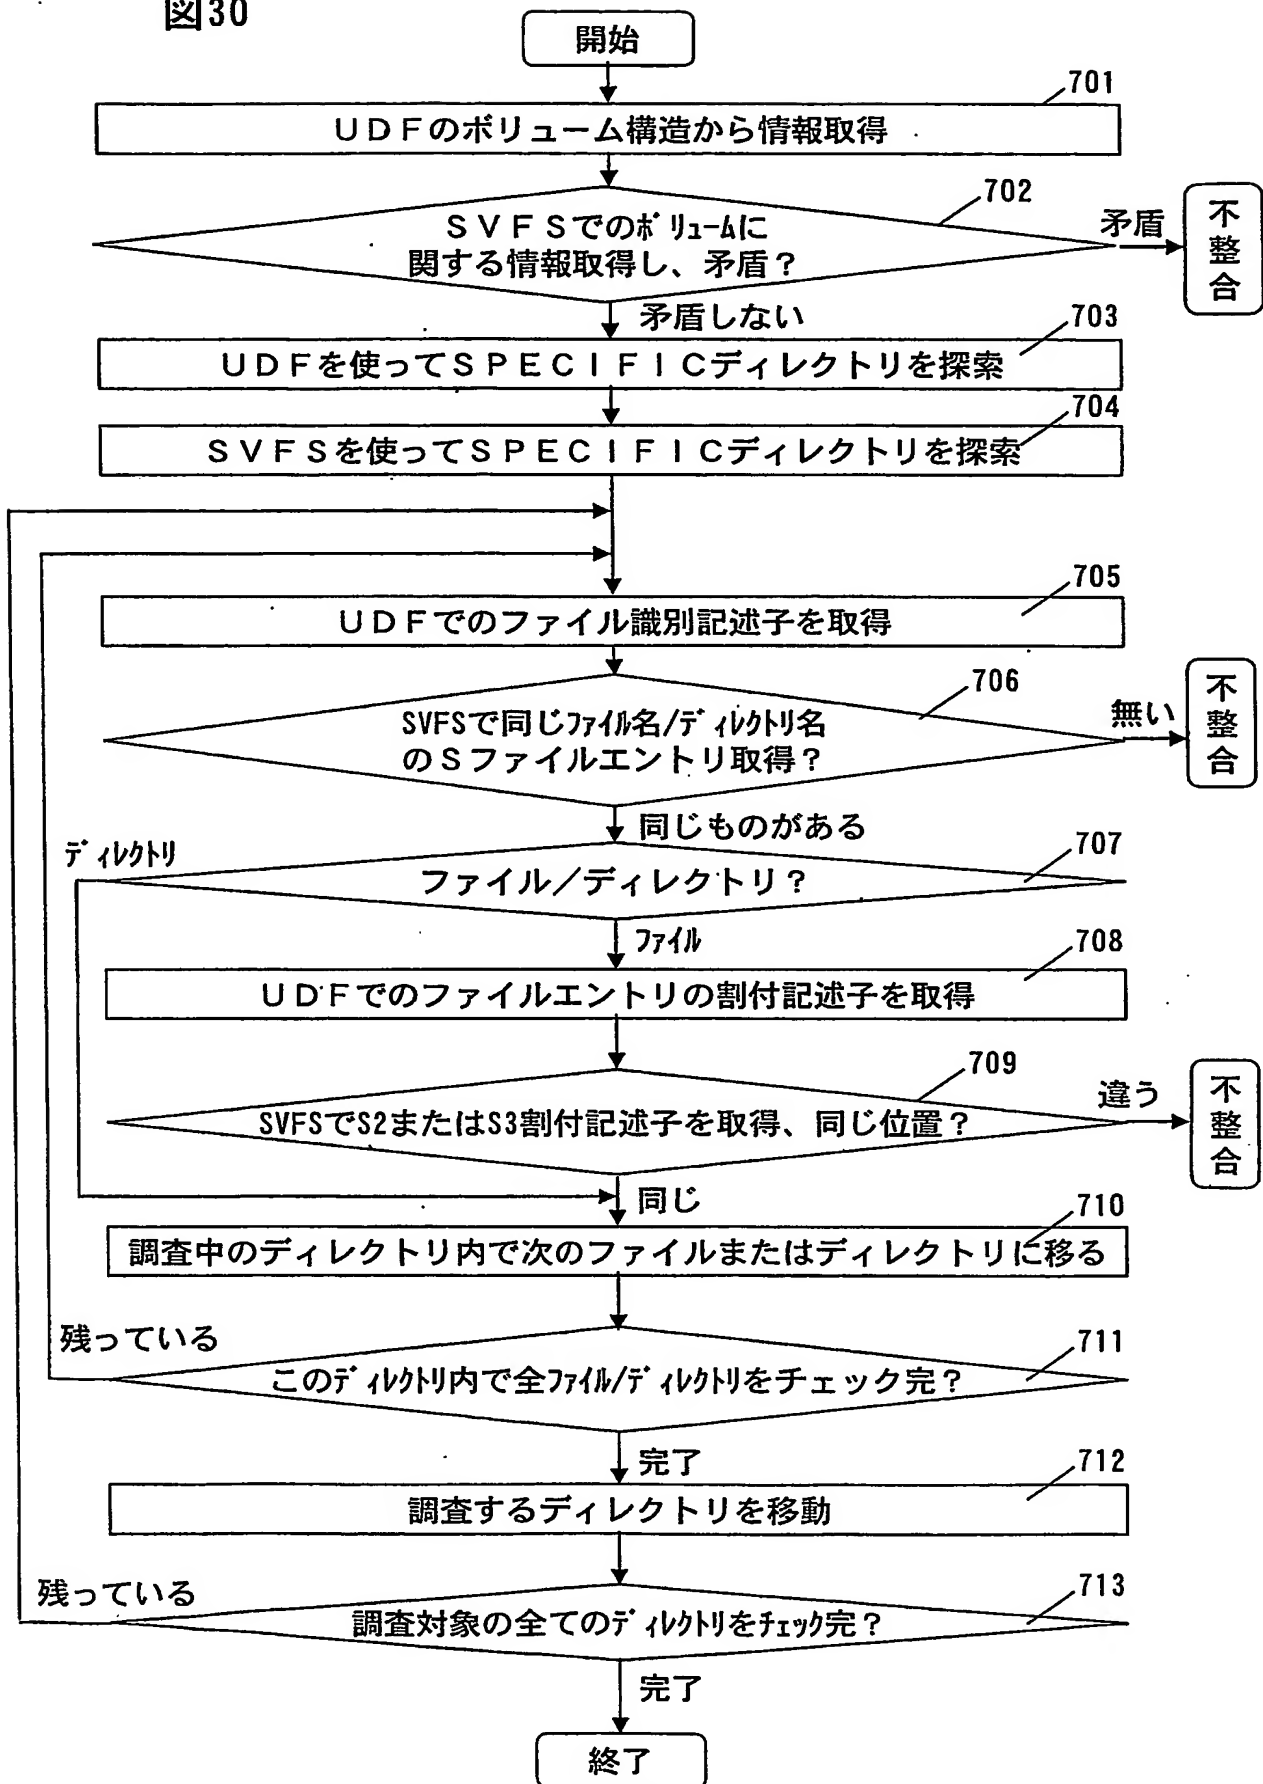 図30
開始
701
UDFのボリューム構造から情報取得
702
SVFSでのボリュームに
関する情報取得し、矛盾?
矛盾
不整合
矛盾しない
703
UDFを使ってSPECIFICディレクトリを探索
704
SVFSを使ってSPECIFICディレクトリを探索
705
UDFでのファイル識別記述子を取得
706
SVFSで同じファイル名/ディレクトリ名
のSファイルエントリ取得?
無い
不整合
同じものがある
ディレクトリ
707
ファイル/ディレクトリ?
ファイル
708
UDFでのファイルエントリの割付記述子を取得
709
SVFSでS2またはS3割付記述子を取得、同じ位置?
違う
不整合
同じ
710
調査中のディレクトリ内で次のファイルまたはディレクトリに移る
残っている
711
このディレクトリ内で全ファイル/ディレクトリをチェック完?
完了
712
調査するディレクトリを移動
残っている
713
調査対象の全てのディレクトリをチェック完?
完了
終了